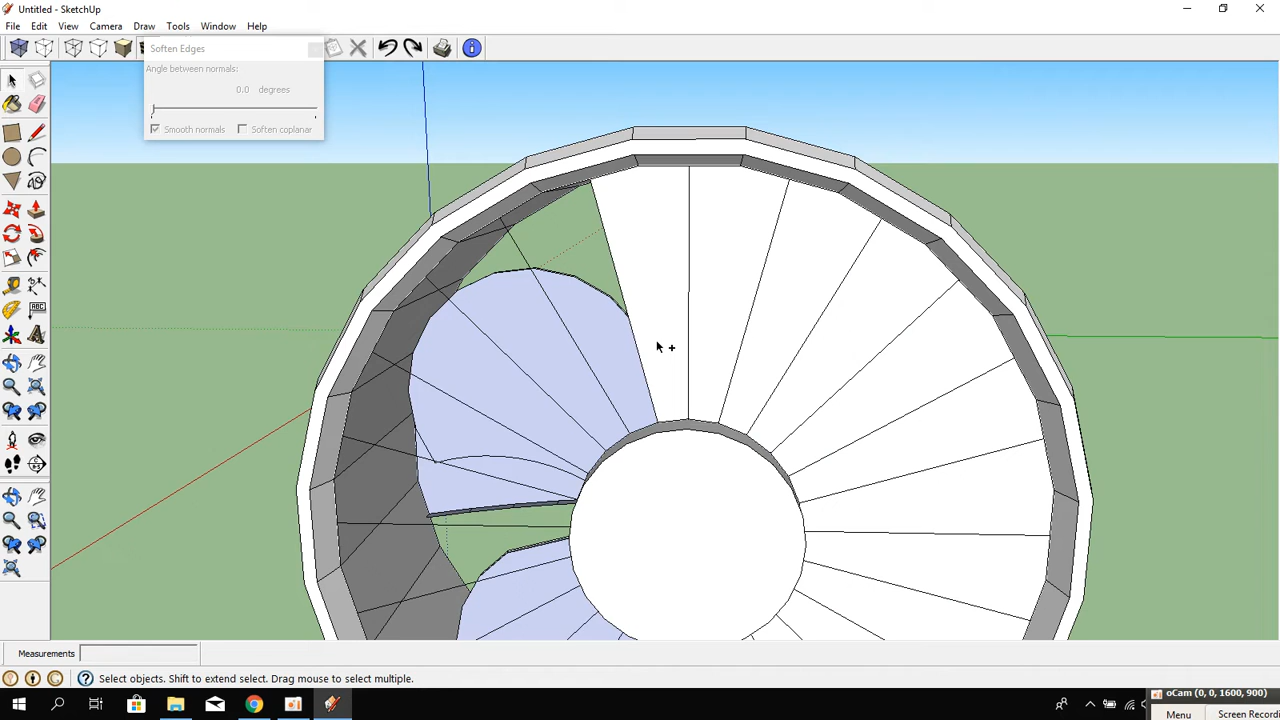 Untitled - SketchUp
File Edit View Camera Draw Tools Window Help
Soften Edges
Angle between normals:
0.0 degrees
Smooth normals Soften coplanar
ABC
Measurements
Select objects. Shift to extend select. Drag mouse to select multiple.
oCam (0, 0, 1600, 900)
Menu Screen Recordi